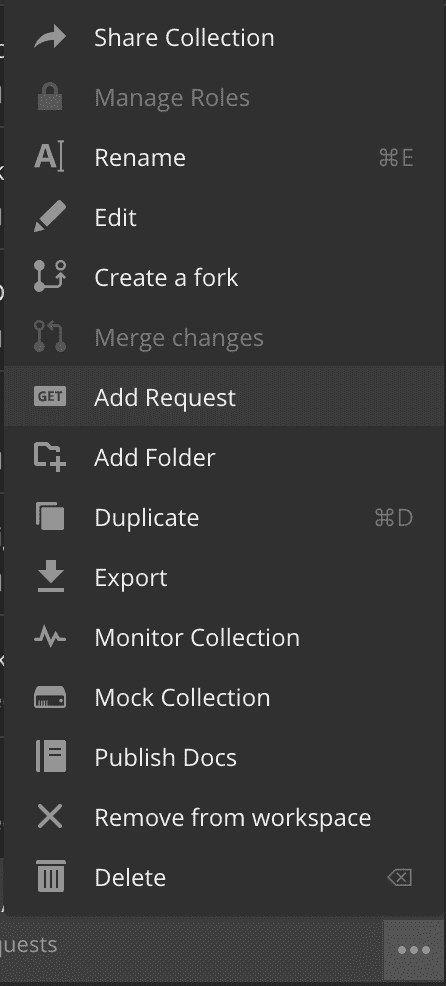 Share Collection
Manage Roles
Rename ⌘E
Edit
Create a fork
Merge changes
GET Add Request
Add Folder
Duplicate ⌘D
Export
Monitor Collection
Mock Collection
Publish Docs
Remove from workspace
Delete ⌫
quests